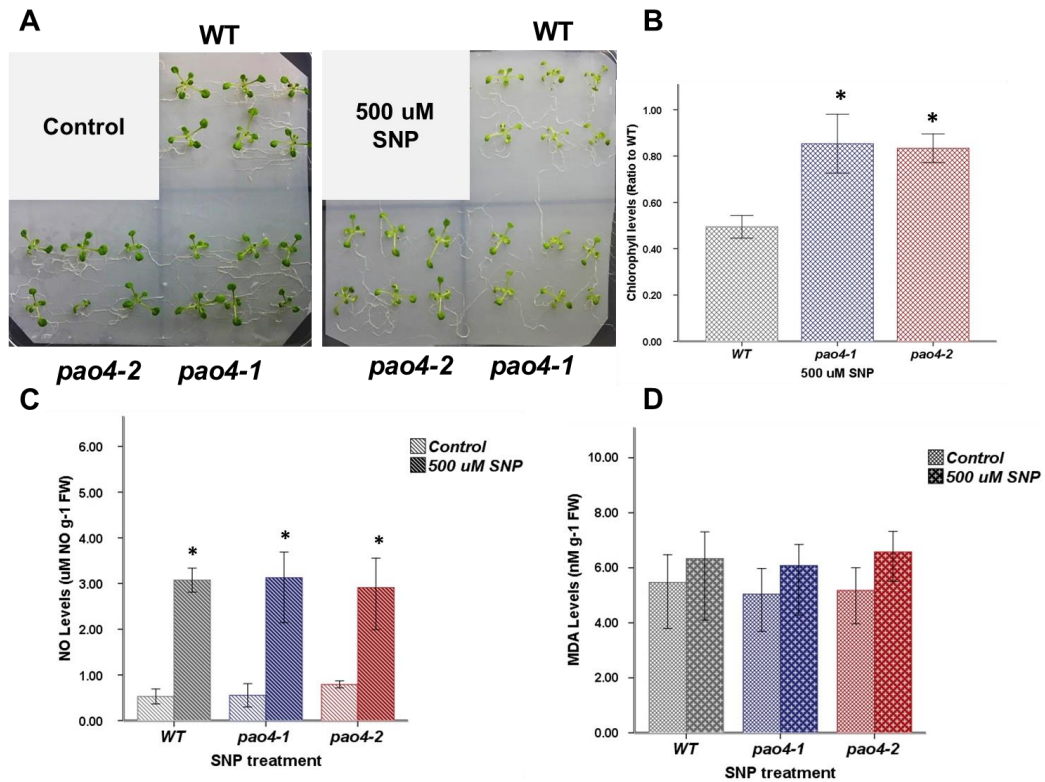 A
WT
Control
pao4-2 pao4-1
WT
500 uM
SNP
pao4-2 pao4-1
B
Chlorophyll levels (Ratio to WT)
1.00
0.80
0.60
0.40
0.20
0.00
*
*
WT pao4-1 pao4-2
500 uM SNP
C
NO Levels (uM NO g-1 FW)
6.00
5.00
4.00
3.00
2.00
1.00
0.00
Control
500 uM SNP
*
*
*
WT pao4-1 pao4-2
SNP treatment
D
MDA Levels (nM g-1 FW)
10.00
8.00
6.00
4.00
2.00
0.00
Control
500 uM SNP
WT pao4-1 pao4-2
SNP treatment